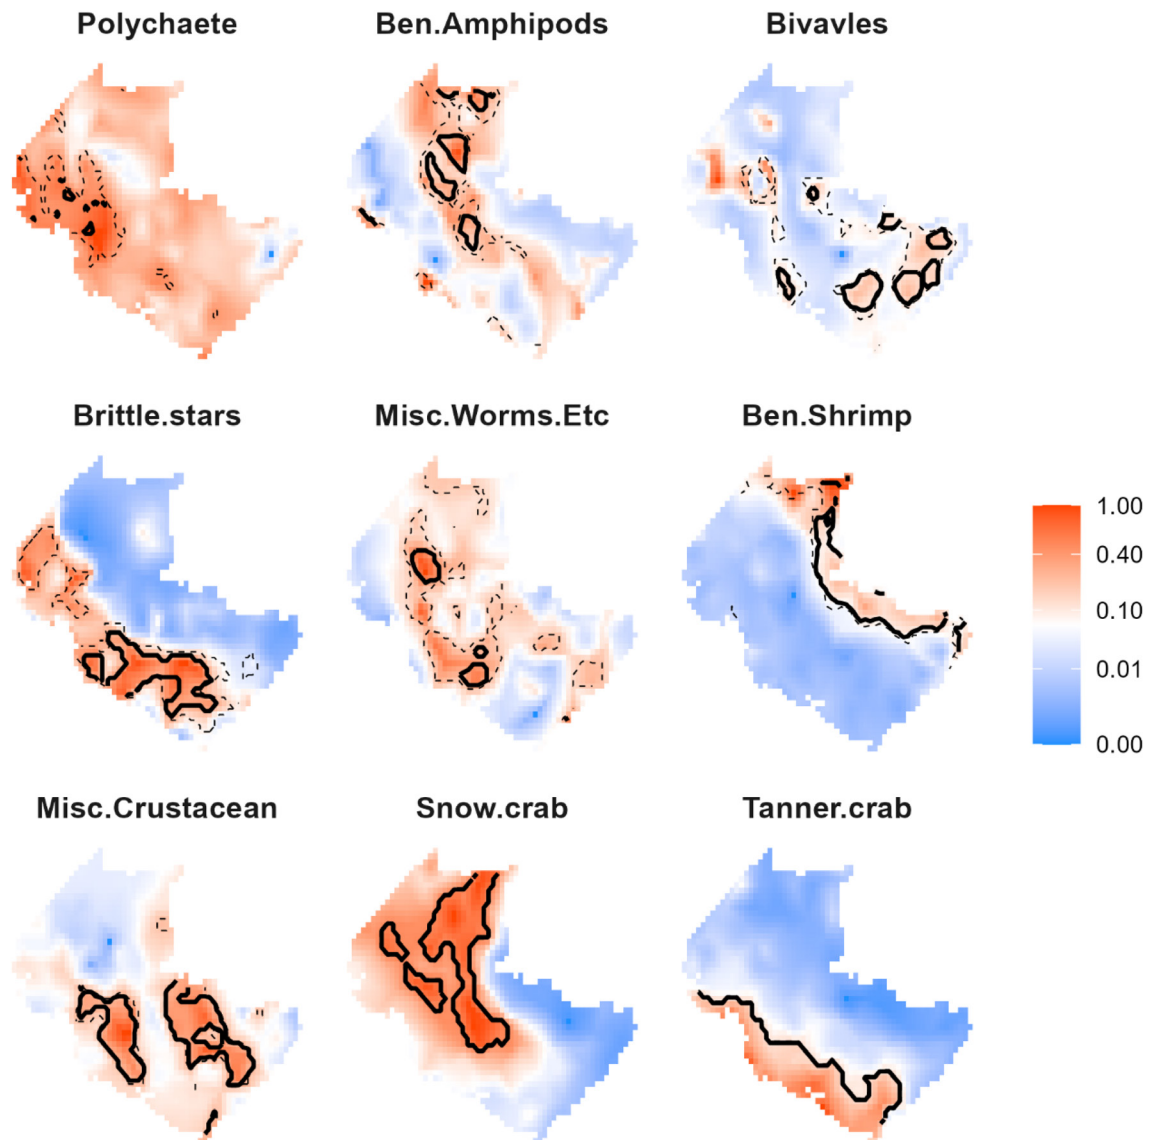 Polychaete
Ben.Amphipods
Bivavles
Brittle.stars
Misc.Worms.Etc
Ben.Shrimp
1.00
0.40
0.10
0.01
0.00
Misc.Crustacean
Snow.crab
Tanner.crab